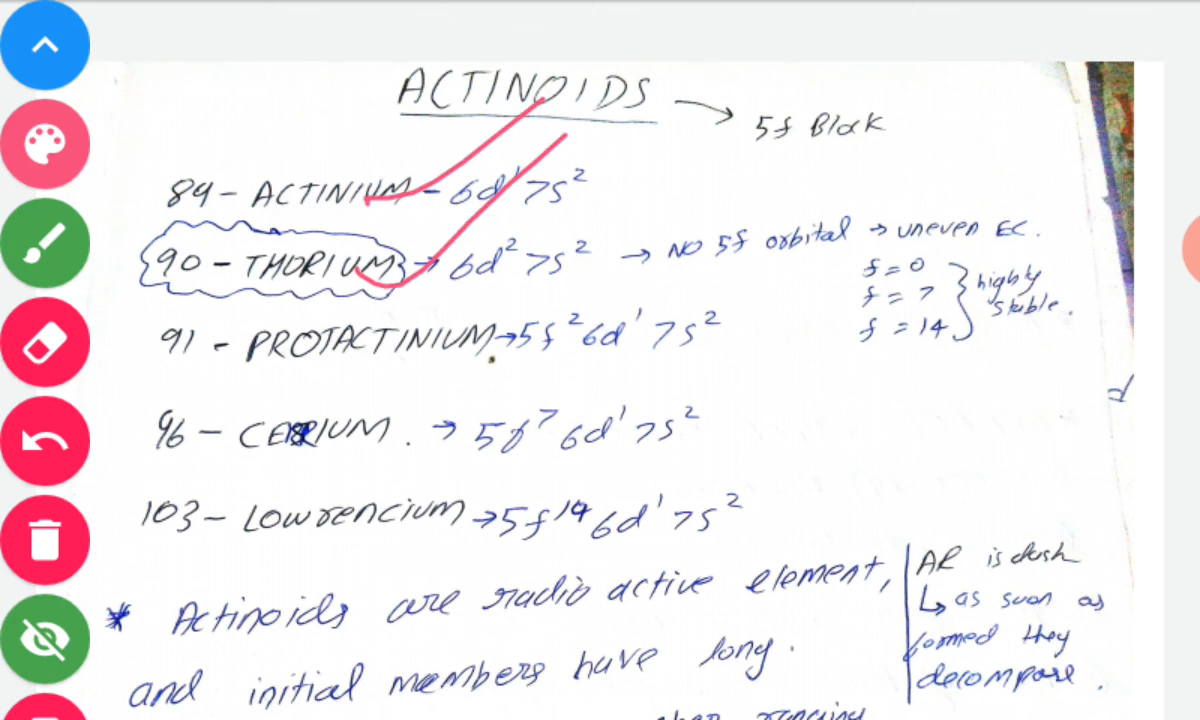 ACTINOIDS → 5f Block
89 - ACTINIUM - 6d¹ 7s²
90 - THORIUM → 6d² 7s² → NO 5f orbital → uneven EC.
f = 0
f = 7 } highly stable.
f = 14
91 - PROTACTINIUM → 5f² 6d¹ 7s²
d
96 - CERIUM. → 5f⁷ 6d¹ 7s²
103 - Lowrencium → 5f¹⁴ 6d¹ 7s²
* Actinoids are radio active element,
and initial members have long.
AR is
↳ as soon as
formed they
decompose.